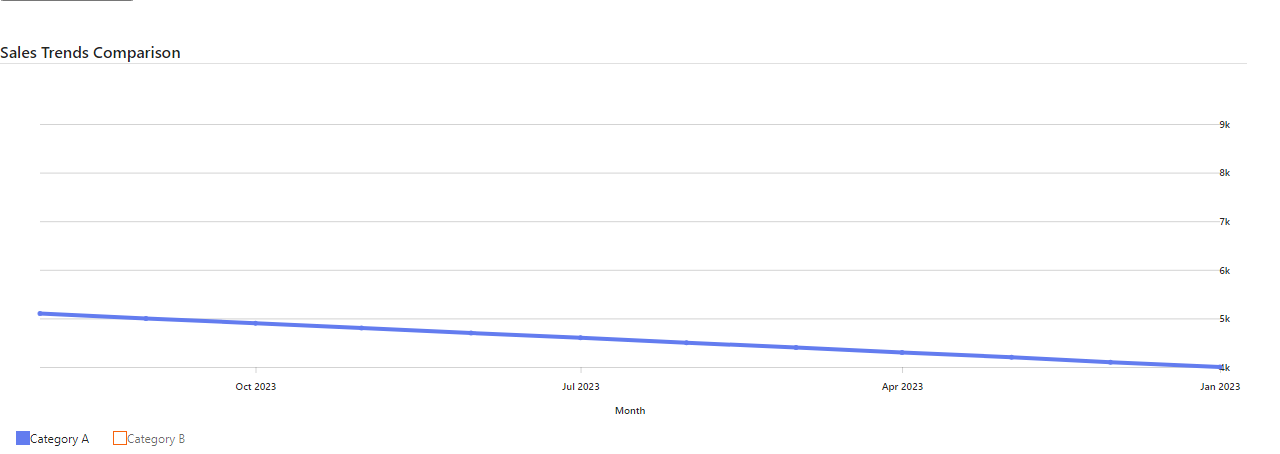 Sales Trends Comparison
9k
8k
7k
6k
5k
4k
Oct 2023 Jul 2023 Apr 2023 Jan 2023
Month
Category A Category B